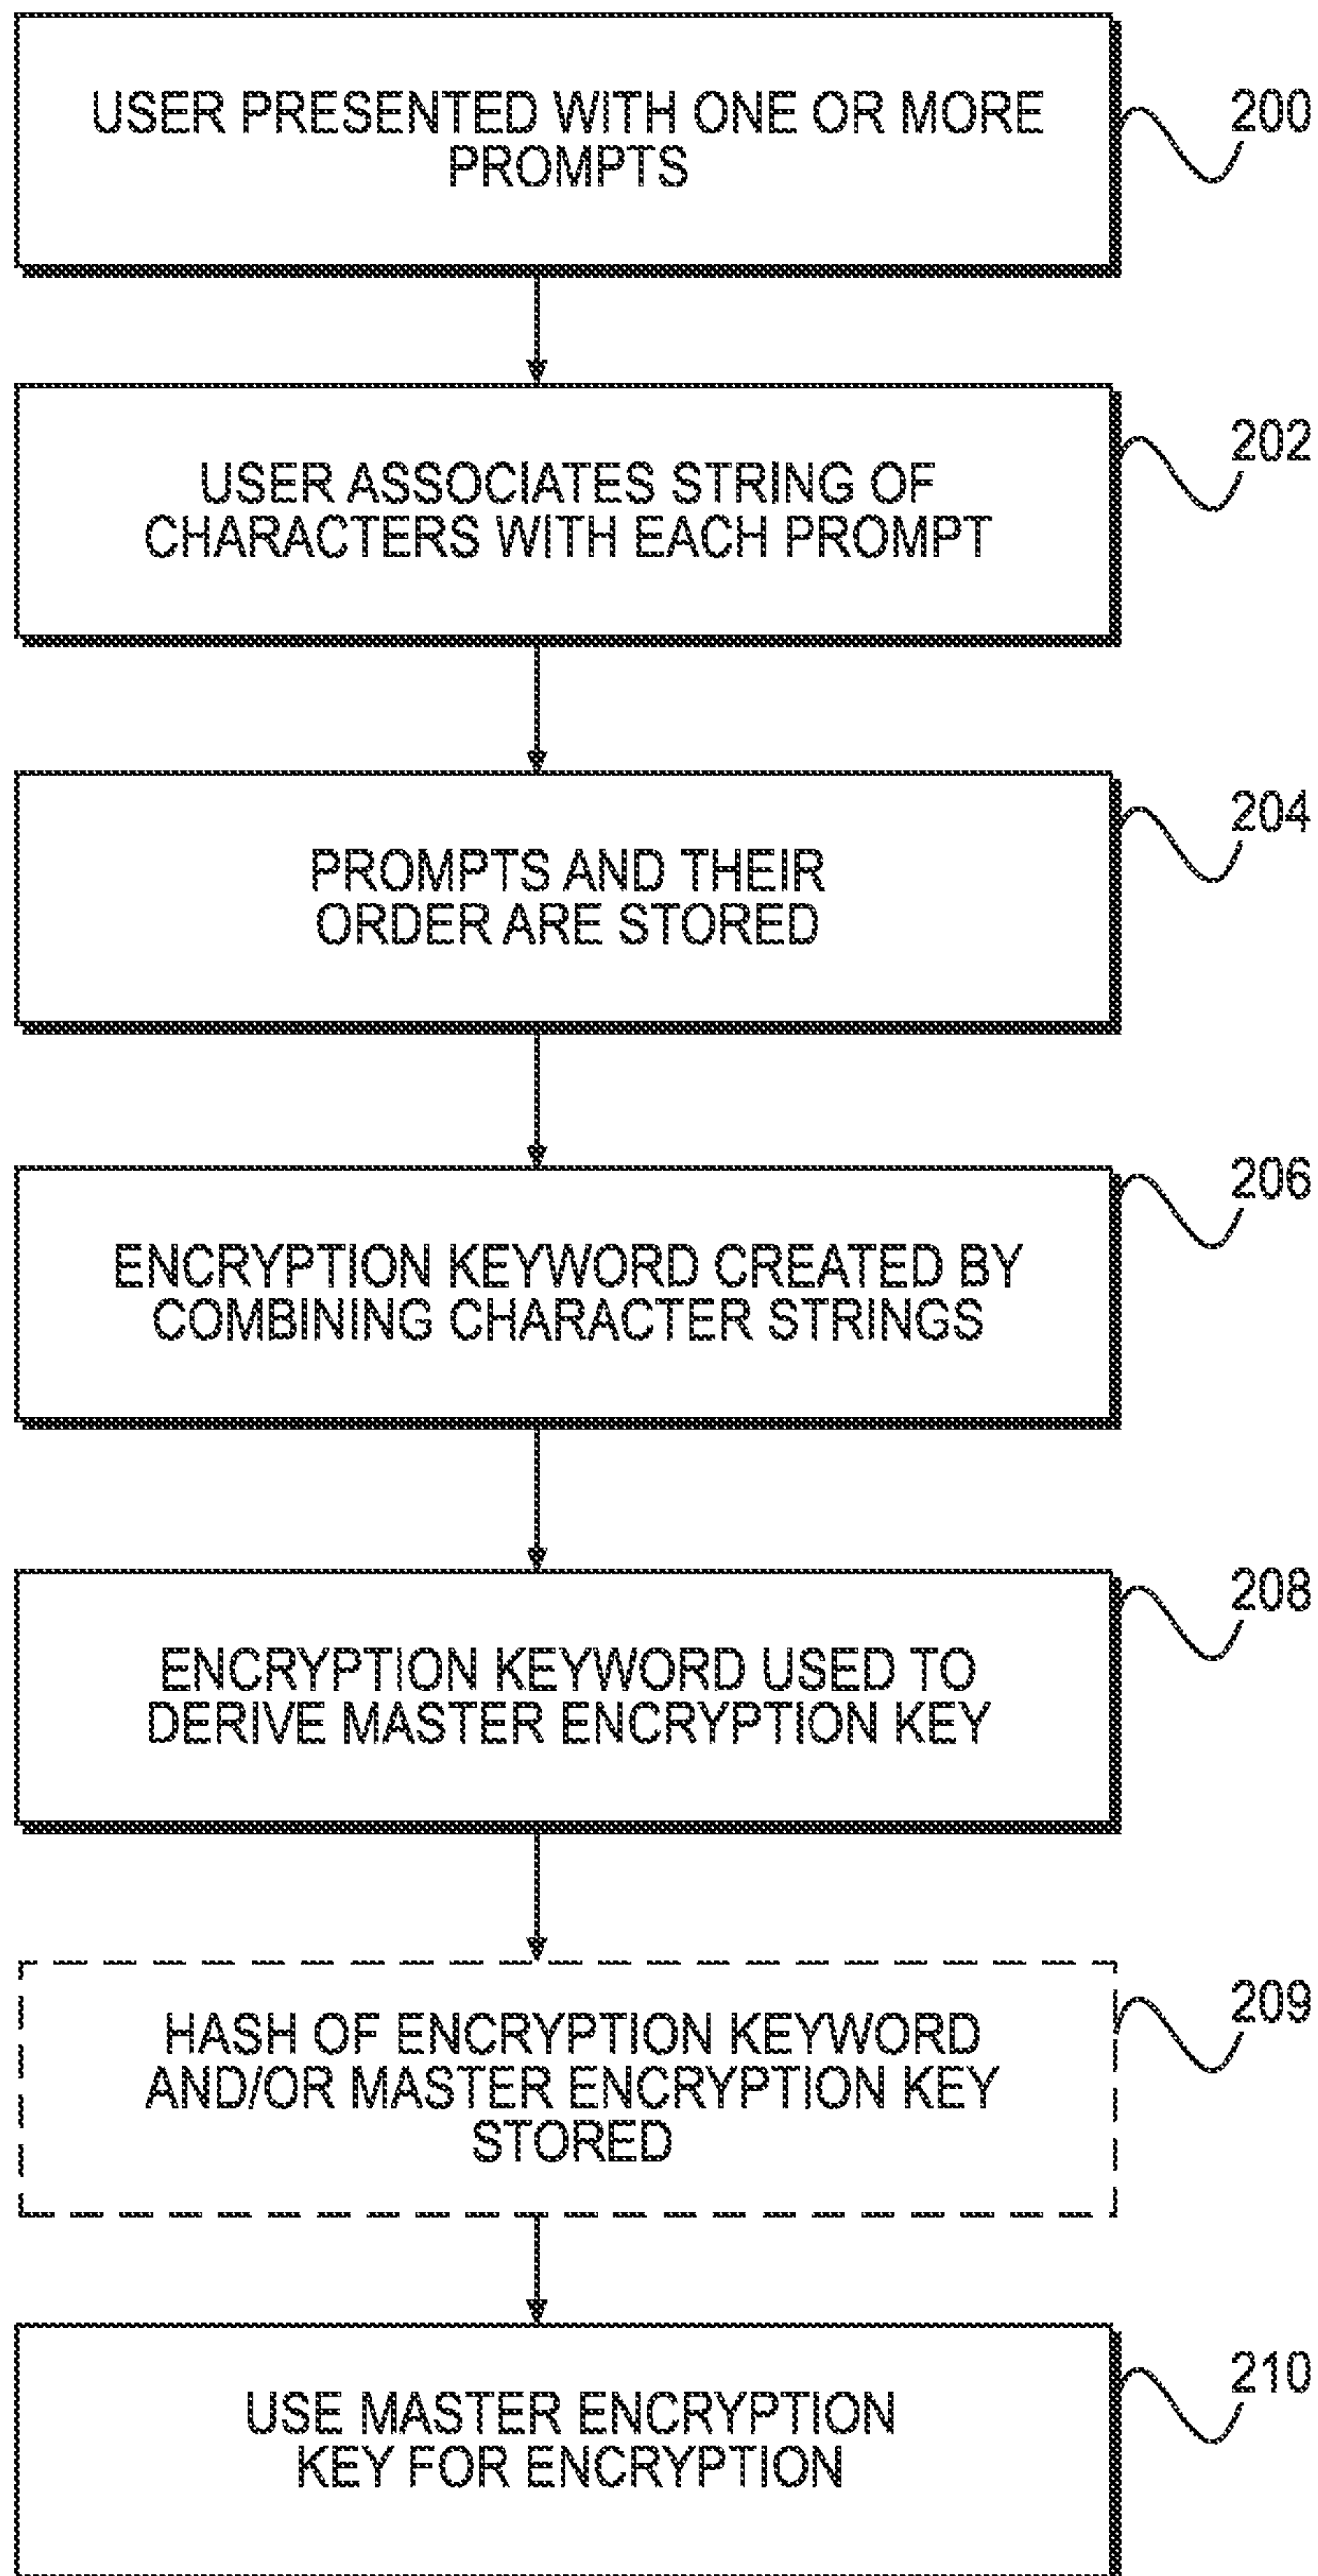 USER PRESENTED WITH ONE OR MORE
PROMPTS
200
USER ASSOCIATES STRING OF
CHARACTERS WITH EACH PROMPT
202
PROMPTS AND THEIR
ORDER ARE STORED
204
ENCRYPTION KEYWORD CREATED BY
COMBINING CHARACTER STRINGS
206
ENCRYPTION KEYWORD USED TO
DERIVE MASTER ENCRYPTION KEY
208
HASH OF ENCRYPTION KEYWORD
AND/OR MASTER ENCRYPTION KEY
STORED
209
USE MASTER ENCRYPTION
KEY FOR ENCRYPTION
210